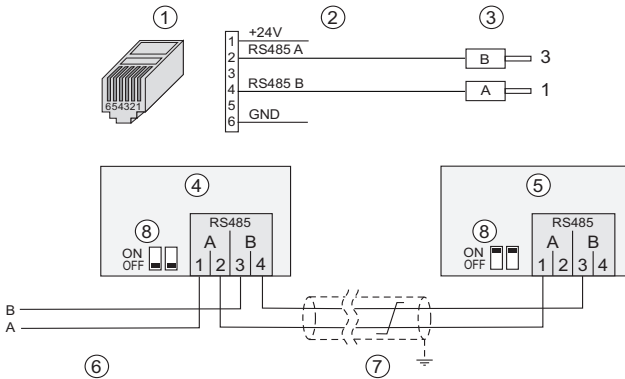 ① ② ③
654321
1 +24V
2 RS485 A
3
4 RS485 B
5
6 GND
B 3
A 1
④ ⑤
⑧ RS485
A B
ON
OFF
1 2 3 4
⑧ RS485
A B
ON
OFF
1 2 3 4
B
A
⑥ ⑦